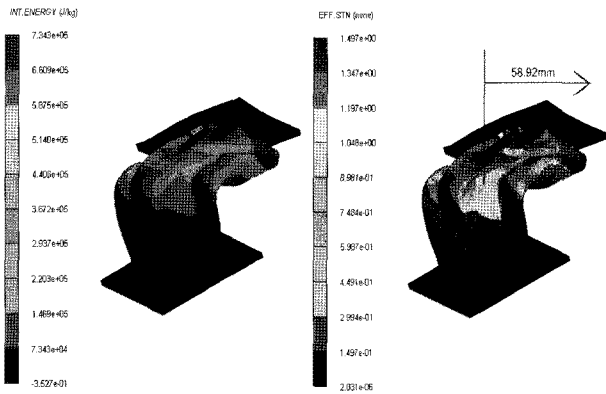 INT.ENERGY (J/kg)
7.343e+05
6.609e+05
5.875e+05
5.140e+05
4.406e+05
3.672e+05
2.937e+05
2.203e+05
1.469e+05
7.343e+04
-3.527e-01
EFF.STN (none)
1.497e+00
1.347e+00
1.197e+00
1.048e+00
8.981e-01
7.484e-01
5.987e-01
4.491e-01
2.994e-01
1.497e-01
2.031e-06
58.92mm